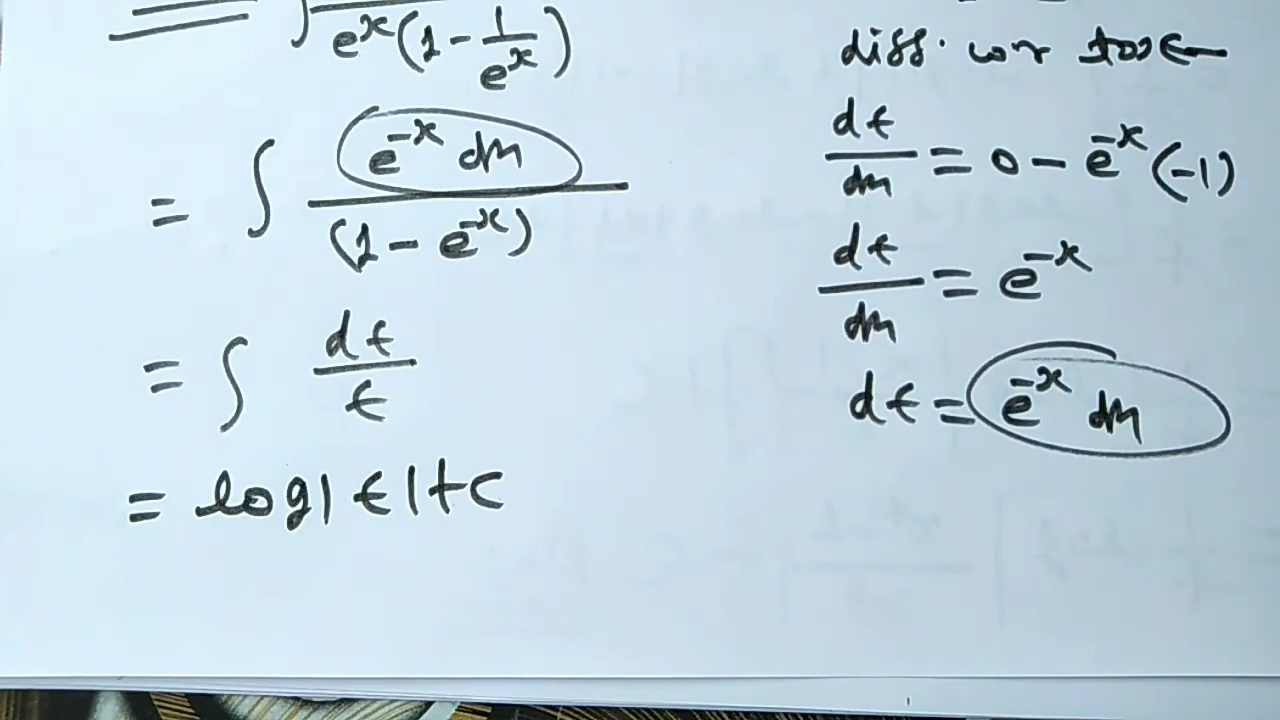 ∫ e^x(1 - 1/e^x)
= ∫ e^-x dx / (1 - e^-x)
= ∫ dt/t
= log|t|+c
diff. wr to x
dt/dx = 0 - e^-x (-1)
dt/dx = e^-x
dt = e^-x dx